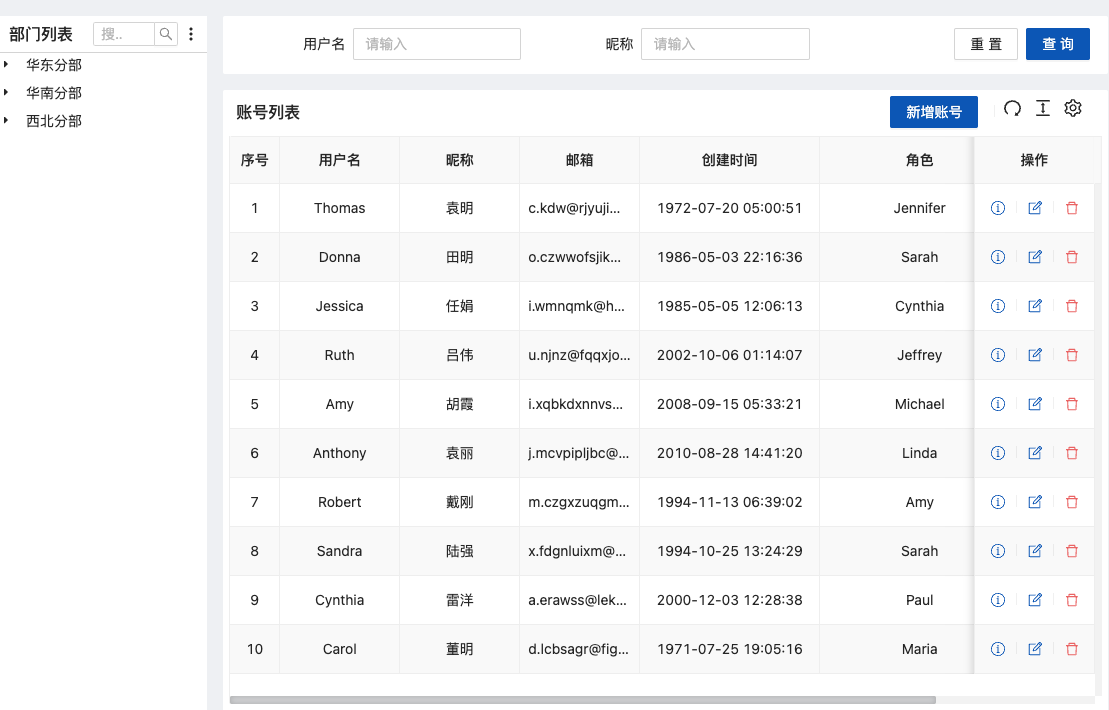 部门列表 搜..
华东分部
华南分部
西北分部
用户名 请输入 昵称 请输入 重 置 查 询
账号列表 新增账号
序号 用户名 昵称 邮箱 创建时间 角色 操作
1 Thomas 袁明 c.kdw@rjyuji... 1972-07-20 05:00:51 Jennifer
2 Donna 田明 o.czwwofsjik... 1986-05-03 22:16:36 Sarah
3 Jessica 任娟 i.wmnqmk@h... 1985-05-05 12:06:13 Cynthia
4 Ruth 吕伟 u.njnz@fqqxjo... 2002-10-06 01:14:07 Jeffrey
5 Amy 胡霞 i.xqbkdxnnvs... 2008-09-15 05:33:21 Michael
6 Anthony 袁丽 j.mcvpipljbc@... 2010-08-28 14:41:20 Linda
7 Robert 戴刚 m.czgxzuqgm... 1994-11-13 06:39:02 Amy
8 Sandra 陆强 x.fdgnluixm@... 1994-10-25 13:24:29 Sarah
9 Cynthia 雷洋 a.erawss@lek... 2000-12-03 12:28:38 Paul
10 Carol 董明 d.lcbsagr@fig... 1971-07-25 19:05:16 Maria